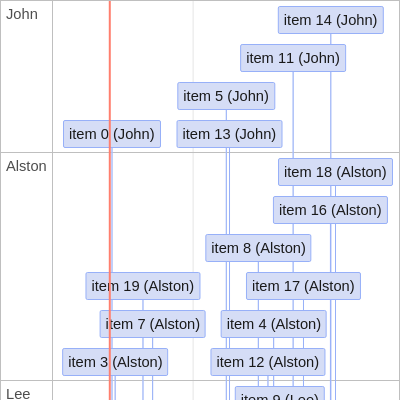 John
item 14 (John)
item 11 (John)
item 5 (John)
item 0 (John)
item 13 (John)
Alston
item 18 (Alston)
item 16 (Alston)
item 8 (Alston)
item 19 (Alston)
item 17 (Alston)
item 7 (Alston)
item 4 (Alston)
item 3 (Alston)
item 12 (Alston)
Lee
item 9 (Lee)